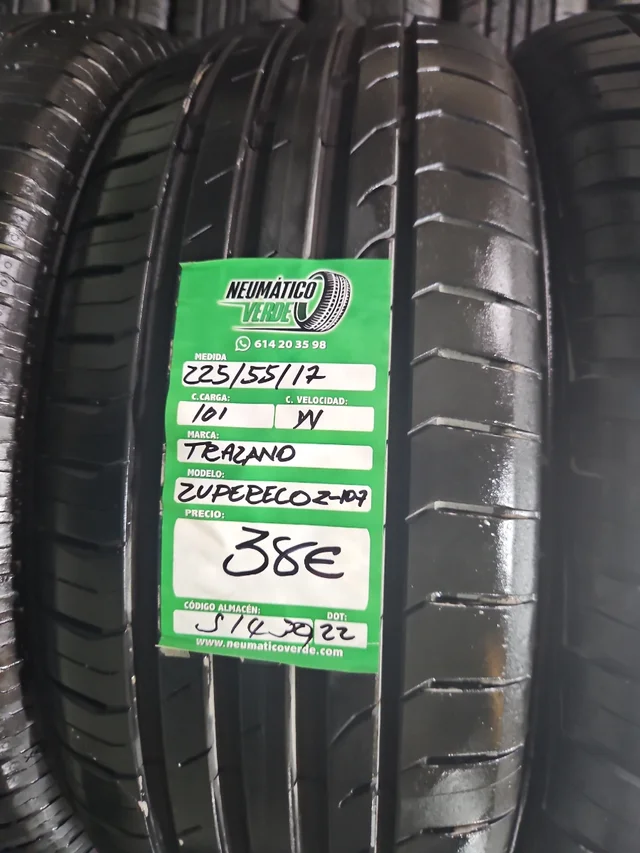 NEUMÁTICO
VERDE
614 20 35 98
MEDIDA
225/55/17
C.CARGA: C. VELOCIDAD:
101 W
MARCA:
TRAZANO
MODELO:
ZUPERECO Z-107
PRECIO:
38€
CÓDIGO ALMACÉN: DOT:
22
www.neumaticoverde.com